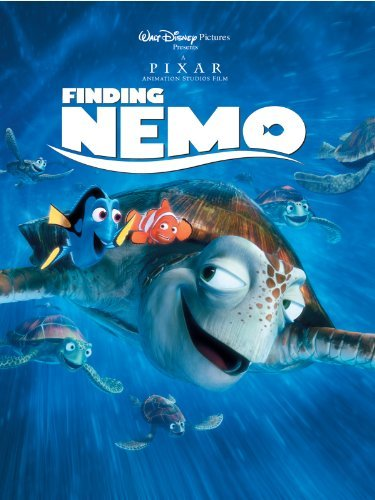 Walt Disney Pictures
Presents
A
PIXAR
ANIMATION STUDIOS FILM
FINDING
NEMO